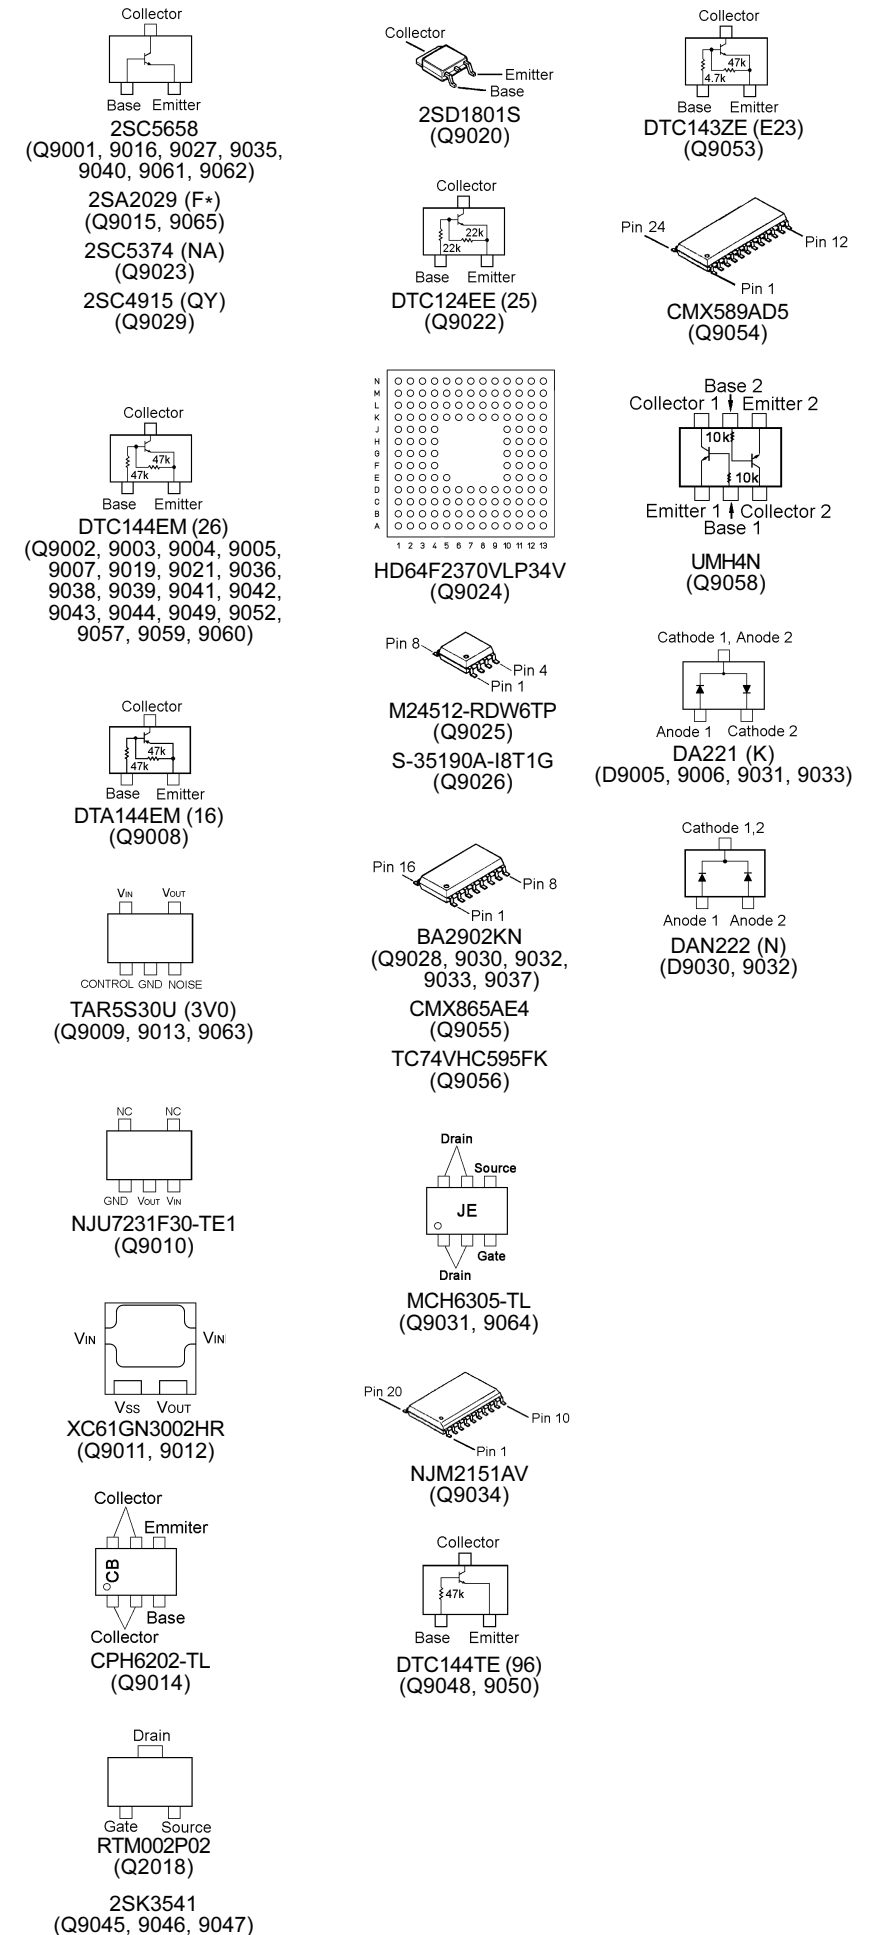 Collector
Base Emitter
2SC5658
(Q9001, 9016, 9027, 9035,
9040, 9061, 9062)
2SA2029 (F*)
(Q9015, 9065)
2SC5374 (NA)
(Q9023)
2SC4915 (QY)
(Q9029)
Collector
47k
47k
Base Emitter
DTC144EM (26)
(Q9002, 9003, 9004, 9005,
9007, 9019, 9021, 9036,
9038, 9039, 9041, 9042,
9043, 9044, 9049, 9052,
9057, 9059, 9060)
Collector
47k
47k
Base Emitter
DTA144EM (16)
(Q9008)
VIN VOUT
CONTROL GND NOISE
TAR5S30U (3V0)
(Q9009, 9013, 9063)
NC NC
GND VOUT VIN
NJU7231F30-TE1
(Q9010)
VIN VIN
VSS VOUT
XC61GN3002HR
(Q9011, 9012)
Collector
Emmiter
CB
Base
Collector
CPH6202-TL
(Q9014)
Drain
Gate Source
RTM002P02
(Q2018)
2SK3541
(Q9045, 9046, 9047)
Collector
Emitter
Base
2SD1801S
(Q9020)
Collector
22k
22k
Base Emitter
DTC124EE (25)
(Q9022)
N
M
L
K
J
H
G
F
E
D
C
B
A
1 2 3 4 5 6 7 8 9 10 11 12 13
HD64F2370VLP34V
(Q9024)
Pin 8
Pin 4
Pin 1
M24512-RDW6TP
(Q9025)
S-35190A-I8T1G
(Q9026)
Pin 16
Pin 8
Pin 1
BA2902KN
(Q9028, 9030, 9032,
9033, 9037)
CMX865AE4
(Q9055)
TC74VHC595FK
(Q9056)
Drain
Source
JE
Gate
Drain
MCH6305-TL
(Q9031, 9064)
Pin 20
Pin 10
Pin 1
NJM2151AV
(Q9034)
Collector
47k
Base Emitter
DTC144TE (96)
(Q9048, 9050)
Collector
47k
4.7k
Base Emitter
DTC143ZE (E23)
(Q9053)
Pin 24
Pin 12
Pin 1
CMX589AD5
(Q9054)
Base 2
Collector 1 Emitter 2
10k
10k
Emitter 1 Collector 2
Base 1
UMH4N
(Q9058)
Cathode 1, Anode 2
Anode 1 Cathode 2
DA221 (K)
(D9005, 9006, 9031, 9033)
Cathode 1,2
Anode 1 Anode 2
DAN222 (N)
(D9030, 9032)